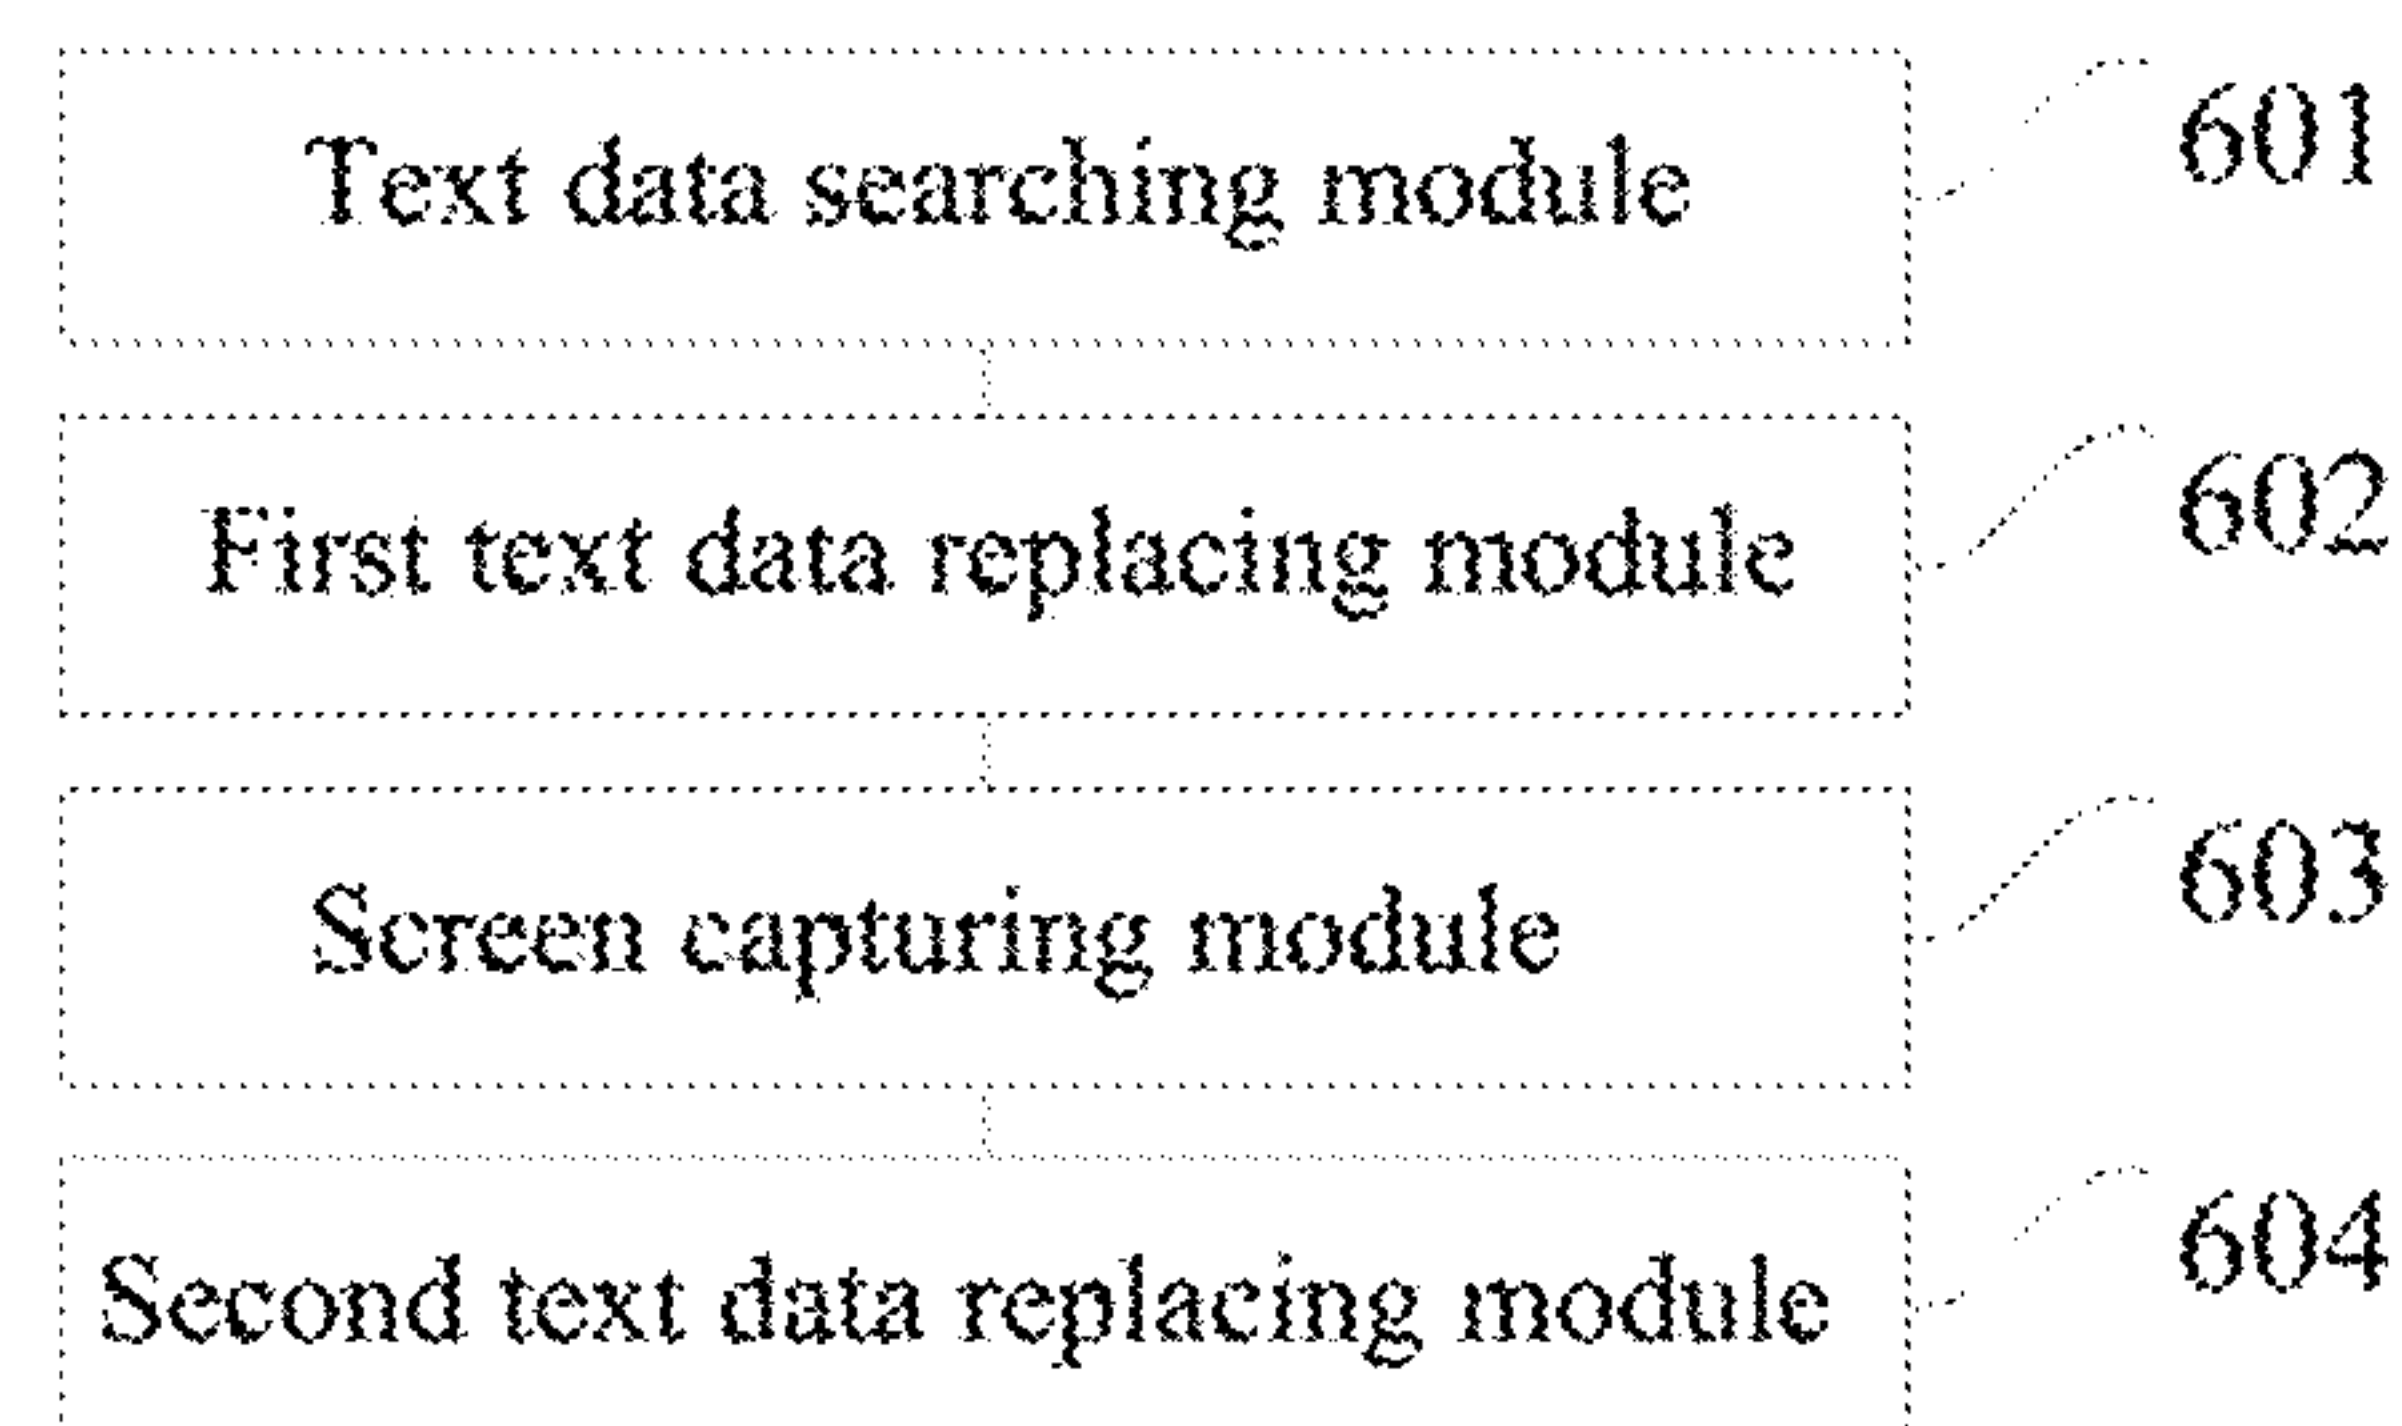 Text data searching module 601
First text data replacing module 602
Screen capturing module 603
Second text data replacing module 604